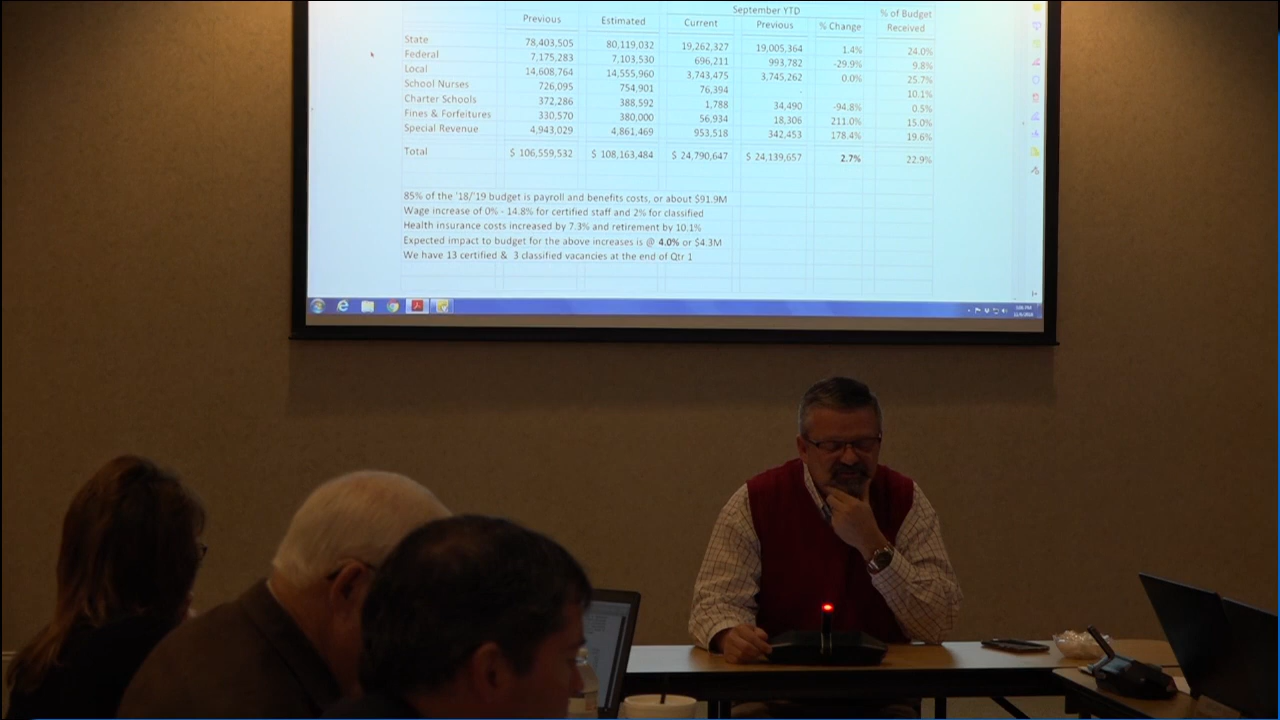 September YTD
Previous Estimated Current Previous % Change % of Budget Received
State 78,403,505 80,119,032 19,262,327 19,005,364 1.4% 24.0%
Federal 7,175,283 7,103,530 696,211 993,782 -29.9% 9.8%
Local 14,608,764 14,555,960 3,743,475 3,745,262 0.0% 25.7%
School Nurses 726,095 754,901 76,394 - 10.1%
Charter Schools 372,286 388,592 1,788 34,490 -94.8% 0.5%
Fines & Forfeitures 330,570 380,000 56,934 18,306 211.0% 15.0%
Special Revenue 4,943,029 4,861,469 953,518 342,453 178.4% 19.6%
Total $ 106,559,532 $ 108,163,484 $ 24,790,647 $ 24,139,657 2.7% 22.9%
85% of the '18/'19 budget is payroll and benefits costs, or about $91.9M
Wage increase of 0% - 14.8% for certified staff and 2% for classified
Health insurance costs increased by 7.3% and retirement by 10.1%
Expected impact to budget for the above increases is @ 4.0% or $4.3M
We have 13 certified & 3 classified vacancies at the end of Qtr 1